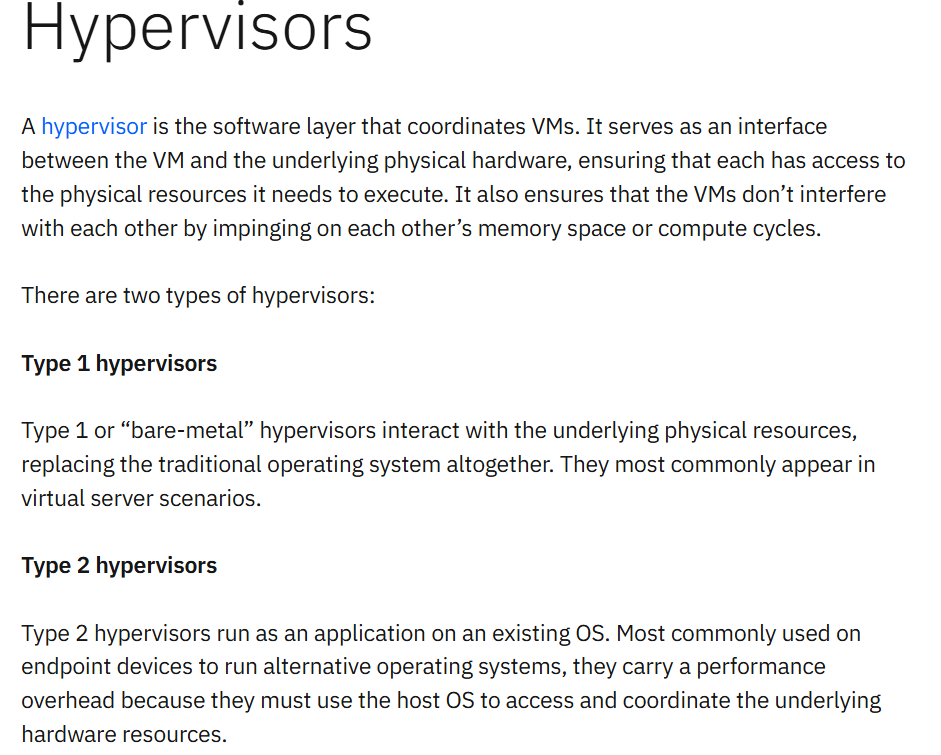 Hypervisors
A hypervisor is the software layer that coordinates VMs. It serves as an interface
between the VM and the underlying physical hardware, ensuring that each has access to
the physical resources it needs to execute. It also ensures that the VMs don’t interfere
with each other by impinging on each other’s memory space or compute cycles.
There are two types of hypervisors:
Type 1 hypervisors
Type 1 or “bare-metal” hypervisors interact with the underlying physical resources,
replacing the traditional operating system altogether. They most commonly appear in
virtual server scenarios.
Type 2 hypervisors
Type 2 hypervisors run as an application on an existing OS. Most commonly used on
endpoint devices to run alternative operating systems, they carry a performance
overhead because they must use the host OS to access and coordinate the underlying
hardware resources.